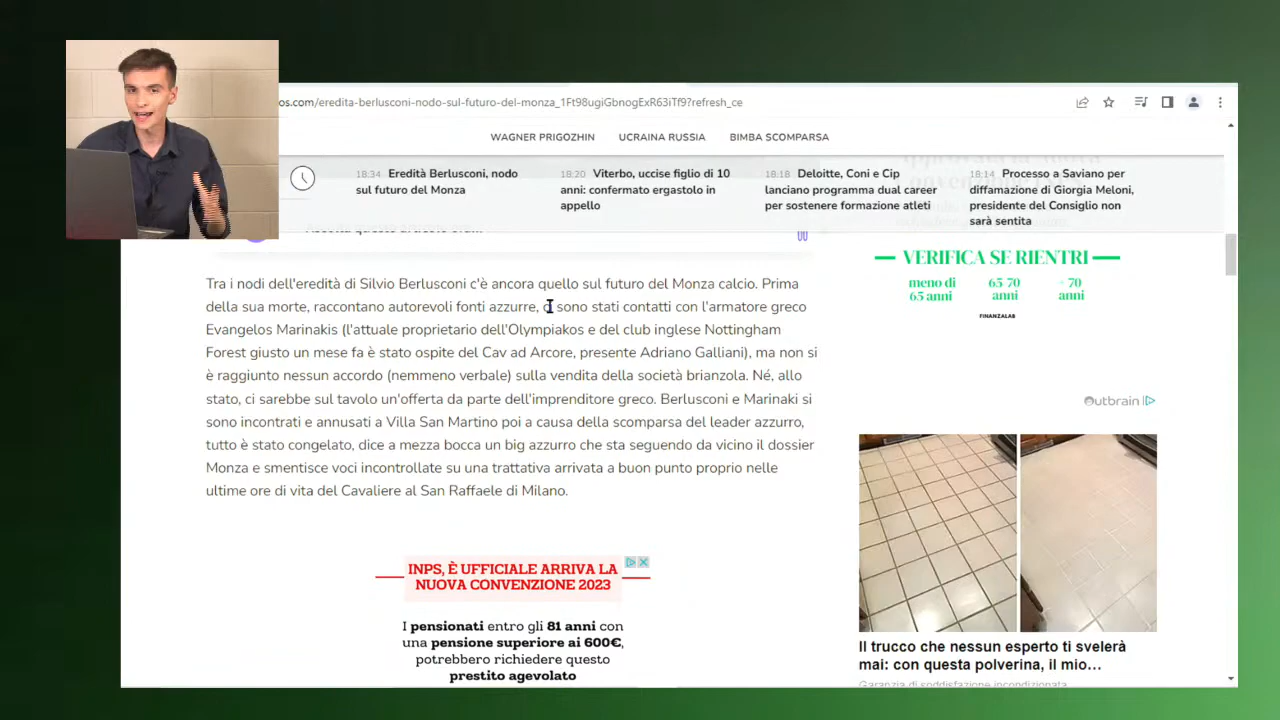 os.com/eredita-berlusconi-nodo-sul-futuro-del-monza_1Ft98ugiGbnogExR63iTf9?refresh_ce
WAGNER PRIGOZHIN UCRAINA RUSSIA BIMBA SCOMPARSA
18:34 Eredità Berlusconi, nodo
sul futuro del Monza
18:20 Viterbo, uccise figlio di 10
anni: confermato ergastolo in
appello
18:18 Deloitte, Coni e Cip
lanciano programma dual career
per sostenere formazione atleti
18:14 Processo a Saviano per
diffamazione di Giorgia Meloni,
presidente del Consiglio non
sarà sentita
Tra i nodi dell'eredità di Silvio Berlusconi c'è ancora quello sul futuro del Monza calcio. Prima
della sua morte, raccontano autorevoli fonti azzurre, ci sono stati contatti con l'armatore greco
Evangelos Marinakis (l'attuale proprietario dell'Olympiakos e del club inglese Nottingham
Forest giusto un mese fa è stato ospite del Cav ad Arcore, presente Adriano Galliani), ma non si
è raggiunto nessun accordo (nemmeno verbale) sulla vendita della società brianzola. Né, allo
stato, ci sarebbe sul tavolo un'offerta da parte dell'imprenditore greco. Berlusconi e Marinaki si
sono incontrati e annusati a Villa San Martino poi a causa della scomparsa del leader azzurro,
tutto è stato congelato, dice a mezza bocca un big azzurro che sta seguendo da vicino il dossier
Monza e smentisce voci incontrollate su una trattativa arrivata a buon punto proprio nelle
ultime ore di vita del Cavaliere al San Raffaele di Milano.
INPS, È UFFICIALE ARRIVA LA
NUOVA CONVENZIONE 2023
I pensionati entro gli 81 anni con
una pensione superiore ai 600€,
potrebbero richiedere questo
prestito agevolato
VERIFICA SE RIENTRI
meno di
65 anni
65-70
anni
+ 70
anni
FINANZALAB
Outbrain
Il trucco che nessun esperto ti svelerà
mai: con questa polverina, il mio...
Garanzia di soddisfazione incondizionata